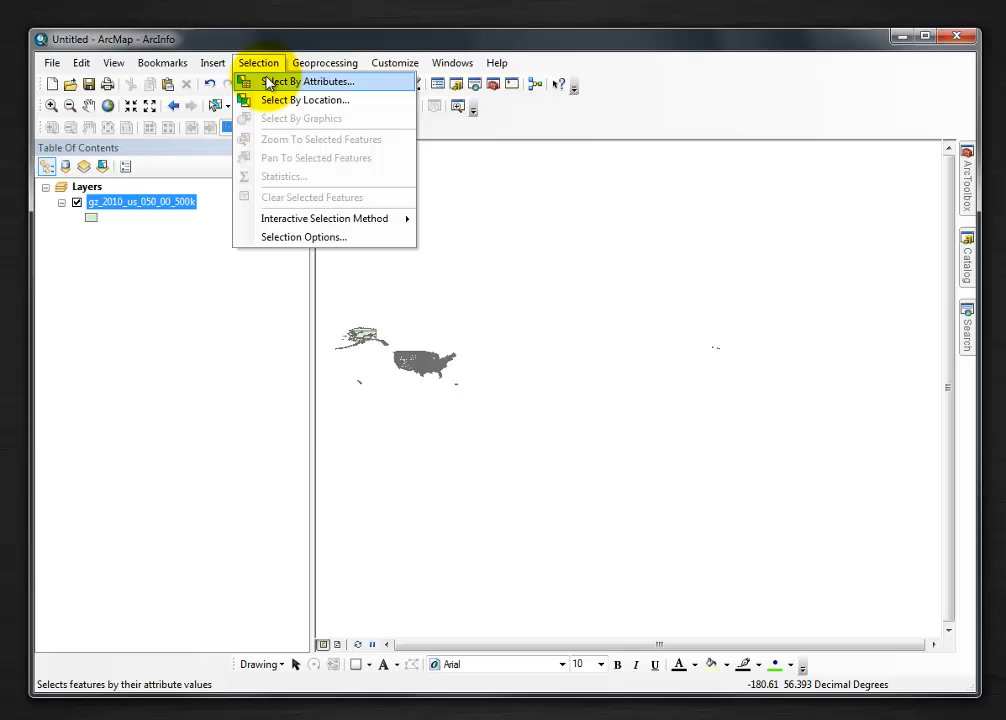 Untitled - ArcMap - ArcInfo
File Edit View Bookmarks Insert Selection Geoprocessing Customize Windows Help
Select By Attributes...
Select By Location...
Select By Graphics
Zoom To Selected Features
Pan To Selected Features
Statistics...
Clear Selected Features
Interactive Selection Method
Selection Options...
Table Of Contents
Layers
gz_2010_us_050_00_500k
ArcToolbox
Catalog
Search
Drawing Arial 10 B I U A
Selects features by their attribute values
-180.61 56.393 Decimal Degrees